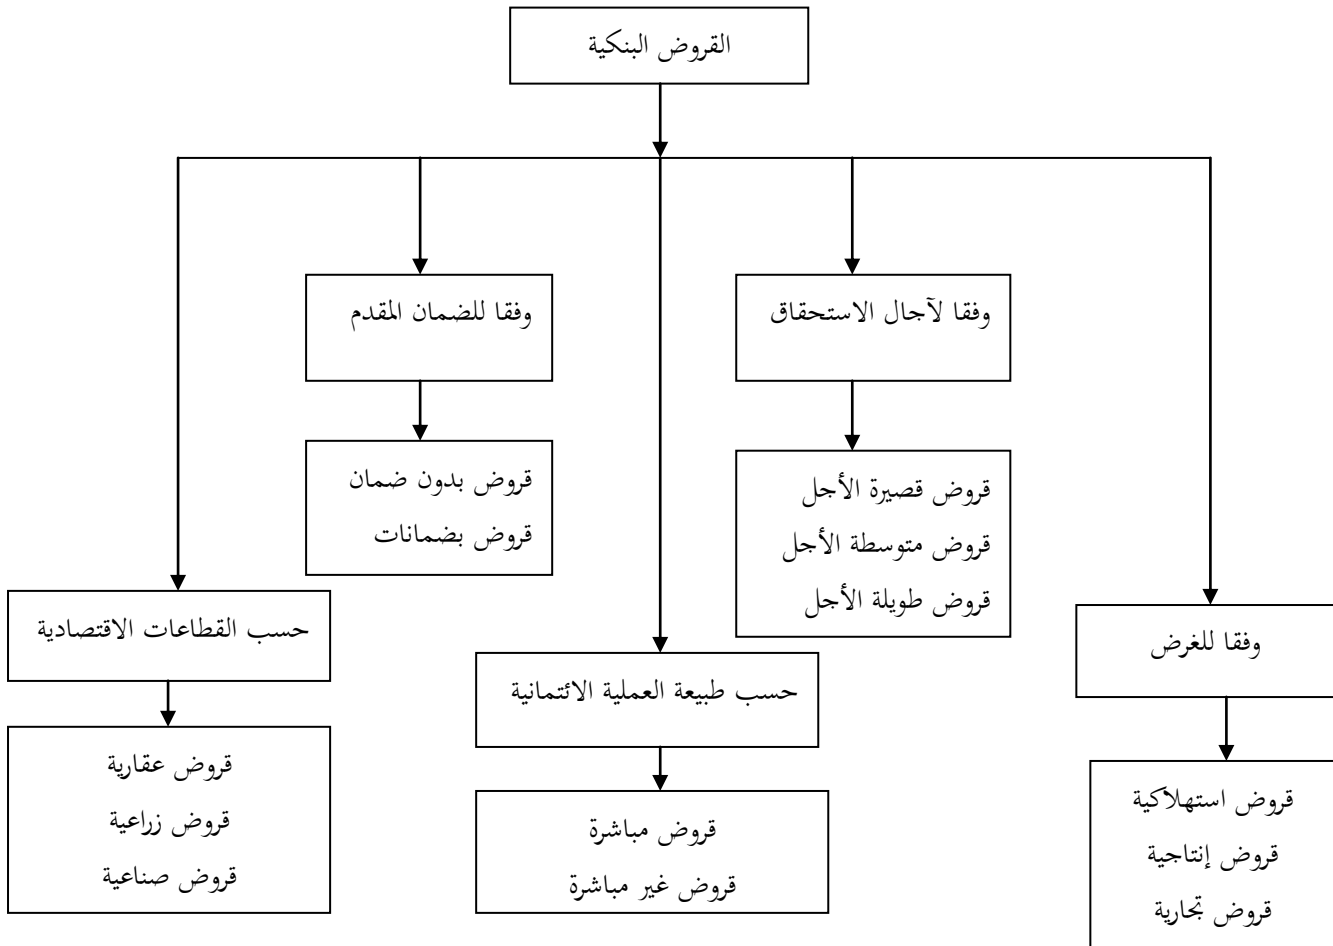 القروض البنكية
وفقا لآجال الاستحقاق
وفقا للضمان المقدم
قروض قصيرة الأجل
قروض متوسطة الأجل
قروض طويلة الأجل
قروض بدون ضمان
قروض بضمانات
وفقا للغرض
حسب طبيعة العملية الائتمانية
حسب القطاعات الاقتصادية
قروض استهلاكية
قروض إنتاجية
قروض تجارية
قروض مباشرة
قروض غير مباشرة
قروض عقارية
قروض زراعية
قروض صناعية